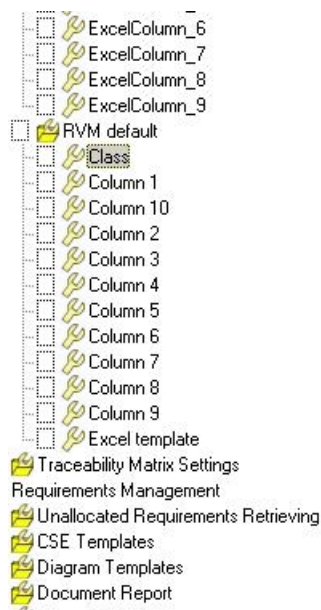 ExcelColumn_6
ExcelColumn_7
ExcelColumn_8
ExcelColumn_9
RVM default
Class
Column 1
Column 10
Column 2
Column 3
Column 4
Column 5
Column 6
Column 7
Column 8
Column 9
Excel template
Traceability Matrix Settings
Requirements Management
Unallocated Requirements Retrieving
CSE Templates
Diagram Templates
Document Report